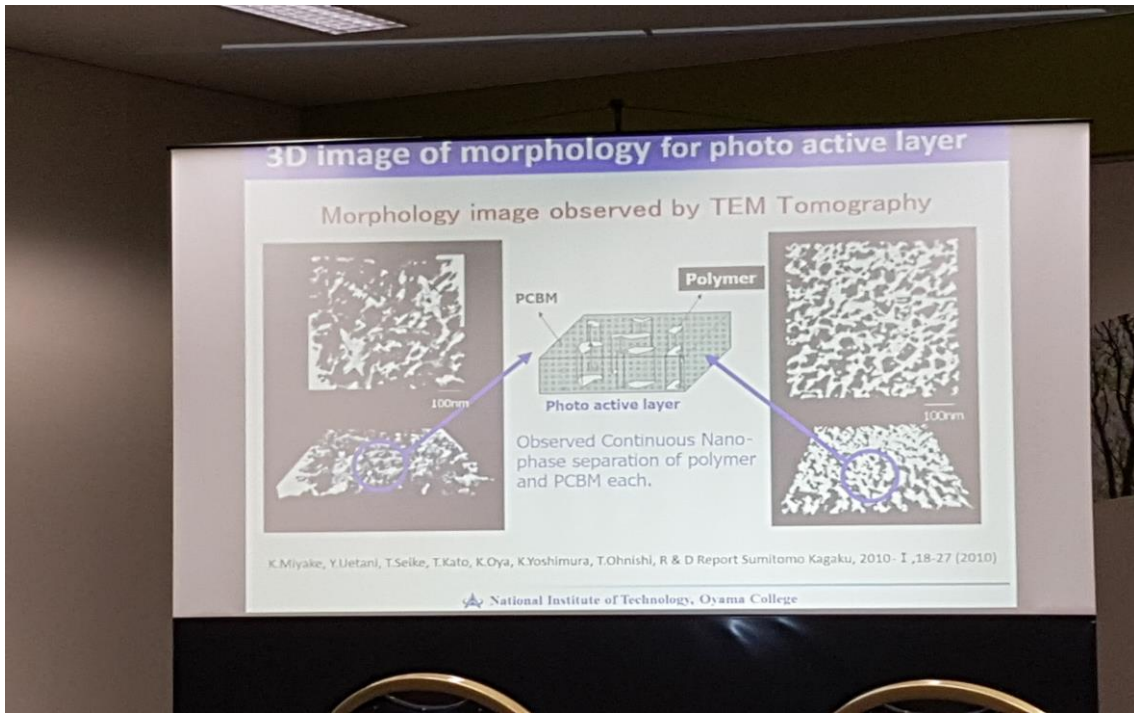 3D image of morphology for photo active layer
Morphology image observed by TEM Tomography
PCBM
Polymer
100nm
100nm
Photo active layer
Observed Continuous Nano-
phase separation of polymer
and PCBM each.
K.Miyake, Y.Uetani, T.Seike, T.Kato, K.Oya, K.Yoshimura, T.Ohnishi, R & D Report Sumitomo Kagaku, 2010-Ⅰ,18-27 (2010)
National Institute of Technology, Oyama College